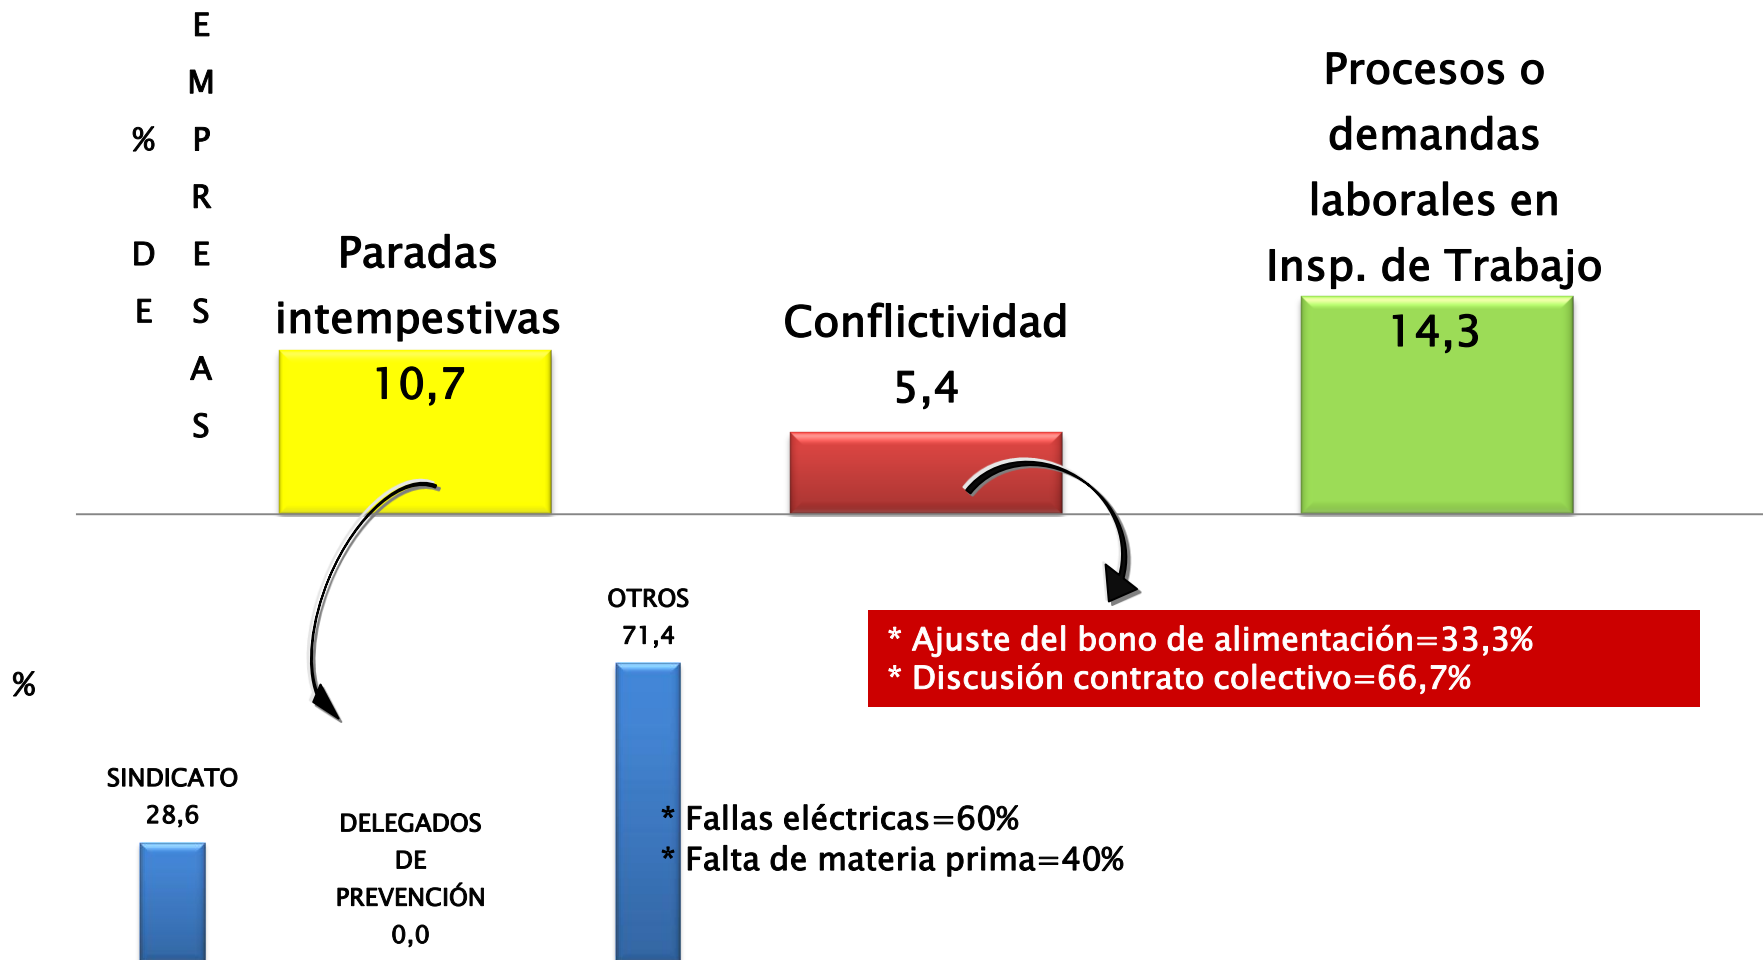 % DE
EMPRESAS
Paradas
intempestivas
10,7
Conflictividad
5,4
Procesos o
demandas
laborales en
Insp. de Trabajo
14,3
%
SINDICATO
28,6
DELEGADOS
DE
PREVENCIÓN
0,0
OTROS
71,4
* Fallas eléctricas=60%
* Falta de materia prima=40%
* Ajuste del bono de alimentación=33,3%
* Discusión contrato colectivo=66,7%